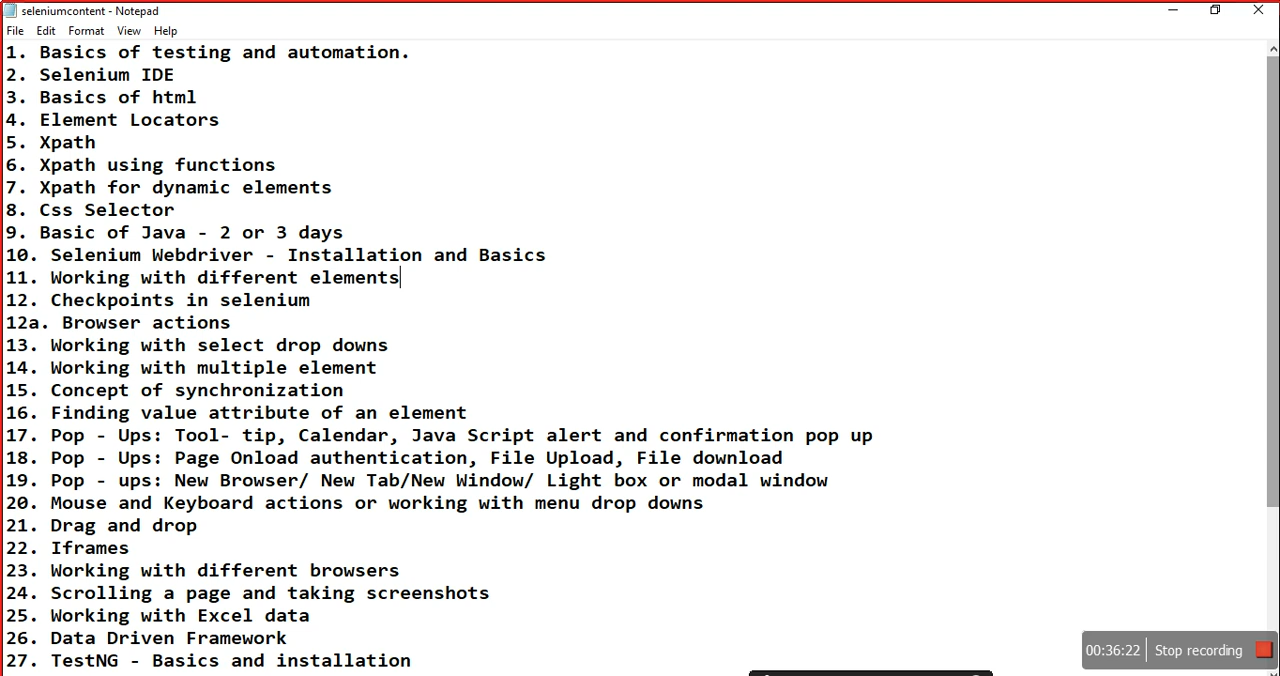 seleniumcontent - Notepad
File Edit Format View Help
1. Basics of testing and automation.
2. Selenium IDE
3. Basics of html
4. Element Locators
5. Xpath
6. Xpath using functions
7. Xpath for dynamic elements
8. Css Selector
9. Basic of Java - 2 or 3 days
10. Selenium Webdriver - Installation and Basics
11. Working with different elements
12. Checkpoints in selenium
12a. Browser actions
13. Working with select drop downs
14. Working with multiple element
15. Concept of synchronization
16. Finding value attribute of an element
17. Pop - Ups: Tool- tip, Calendar, Java Script alert and confirmation pop up
18. Pop - Ups: Page Onload authentication, File Upload, File download
19. Pop - ups: New Browser/ New Tab/New Window/ Light box or modal window
20. Mouse and Keyboard actions or working with menu drop downs
21. Drag and drop
22. Iframes
23. Working with different browsers
24. Scrolling a page and taking screenshots
25. Working with Excel data
26. Data Driven Framework
27. TestNG - Basics and installation
00:36:22 Stop recording